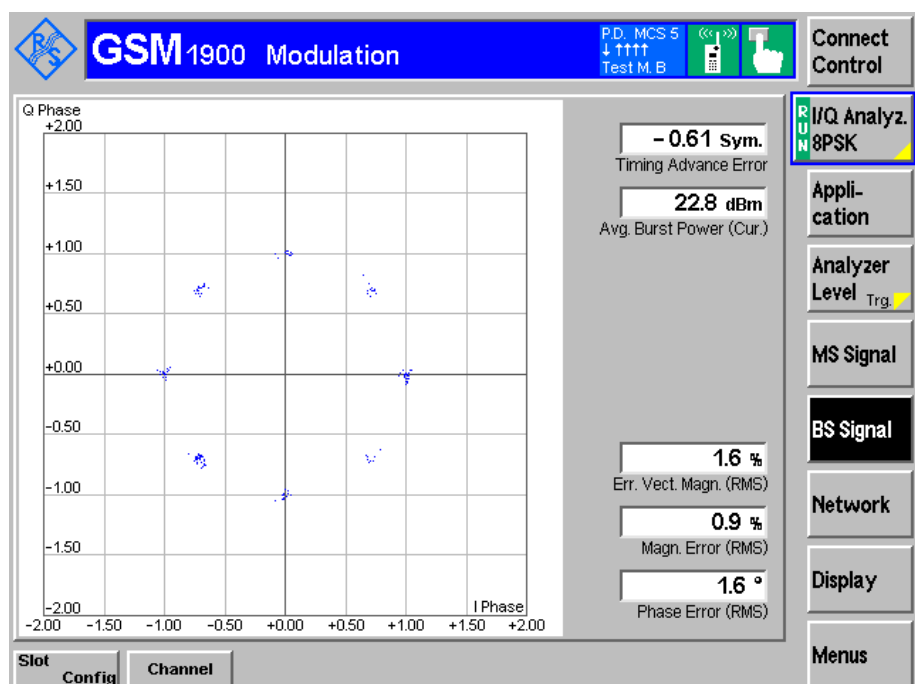 R&S
GSM 1900 Modulation
P.D. MCS 5
↓ ↑↑↑↑
Test M. B
Connect
Control
RUN
I/Q Analyz.
8PSK
Appli-
cation
Analyzer
Level Trg.
MS Signal
BS Signal
Network
Display
Menus
Q Phase
+2.00
+1.50
+1.00
+0.50
+0.00
-0.50
-1.00
-1.50
-2.00
I Phase
-2.00 -1.50 -1.00 -0.50 +0.00 +0.50 +1.00 +1.50 +2.00
- 0.61 Sym.
Timing Advance Error
22.8 dBm
Avg. Burst Power (Cur.)
1.6 %
Err. Vect. Magn. (RMS)
0.9 %
Magn. Error (RMS)
1.6 °
Phase Error (RMS)
Slot
Config
Channel